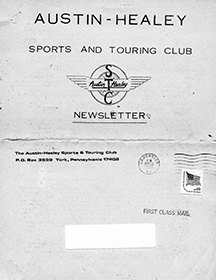 AUSTIN-HEALEY
SPORTS AND TOURING CLUB
S
T
Austin Healey
C
NEWSLETTER
The Austin-Healey Sports & Touring Club
P.O. Box 3539 York, Pennsylvania 17402
FIRST CLASS MAIL